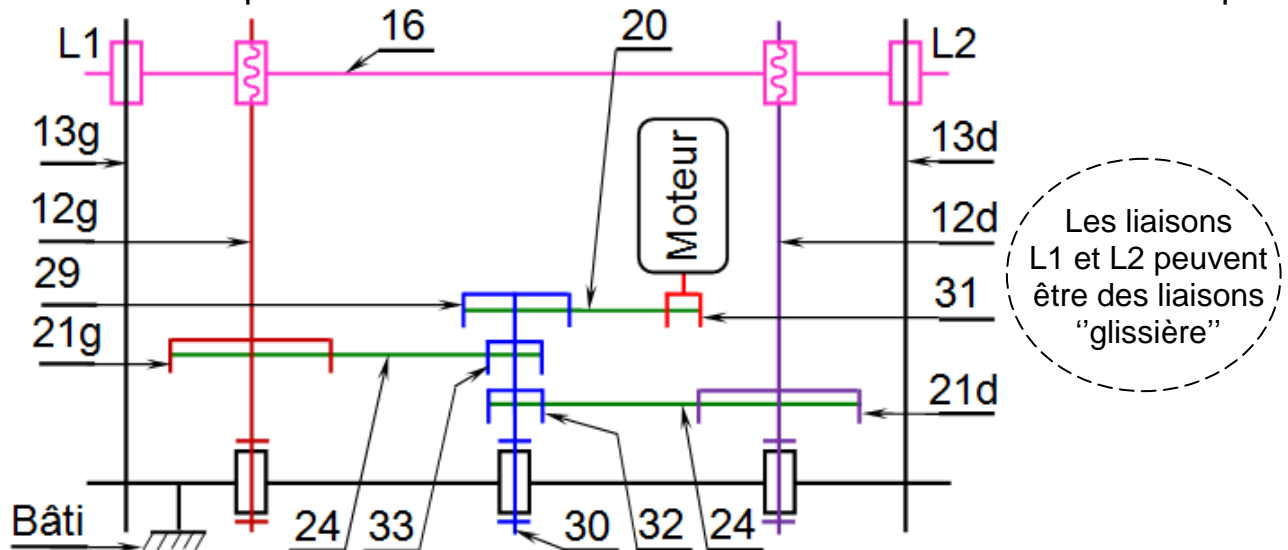 L1
16
20
L2
13g
Moteur
13d
12g
12d
29
31
21g
21d
Bâti
24
33
30
32
24
Les liaisons
L1 et L2 peuvent
être des liaisons
‘’glissière’’